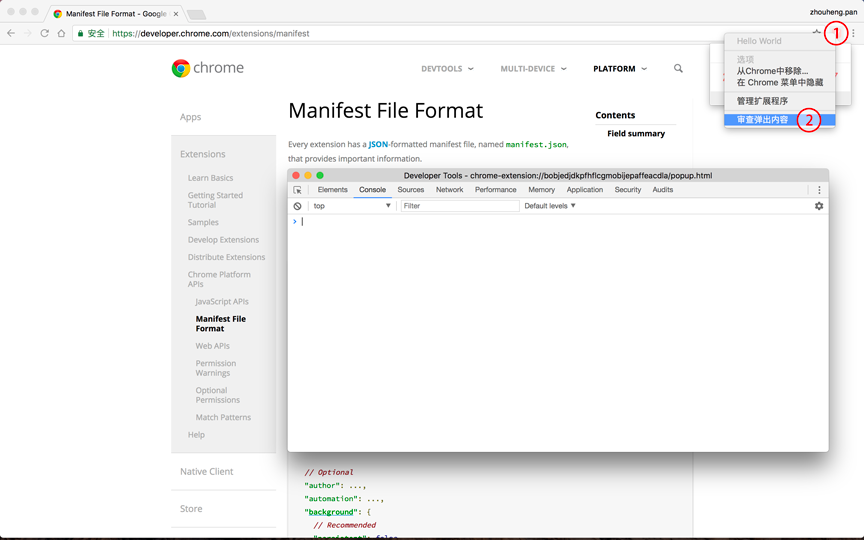 Manifest File Format - Google
zhouheng.pan
安全
https://developer.chrome.com/extensions/manifest
1
Hello World
选项
从Chrome中移除...
在 Chrome 菜单中隐藏
管理扩展程序
审查弹出内容
2
chrome
DEVTOOLS
MULTI-DEVICE
PLATFORM
Apps
Extensions
Learn Basics
Getting Started
Tutorial
Samples
Develop Extensions
Distribute Extensions
Chrome Platform
APIs
JavaScript APIs
Manifest File
Format
Web APIs
Permission
Warnings
Optional
Permissions
Match Patterns
Help
Native Client
Store
Manifest File Format
Every extension has a JSON-formatted manifest file, named manifest.json,
that provides important information.
Contents
Field summary
Developer Tools - chrome-extension://bobjedjdkpfhflcgmobijepaffeacdla/popup.html
Elements
Console
Sources
Network
Performance
Memory
Application
Security
Audits
top
Filter
Default levels
// Optional
"author": ...,
"automation": ...,
"background": {
// Recommended